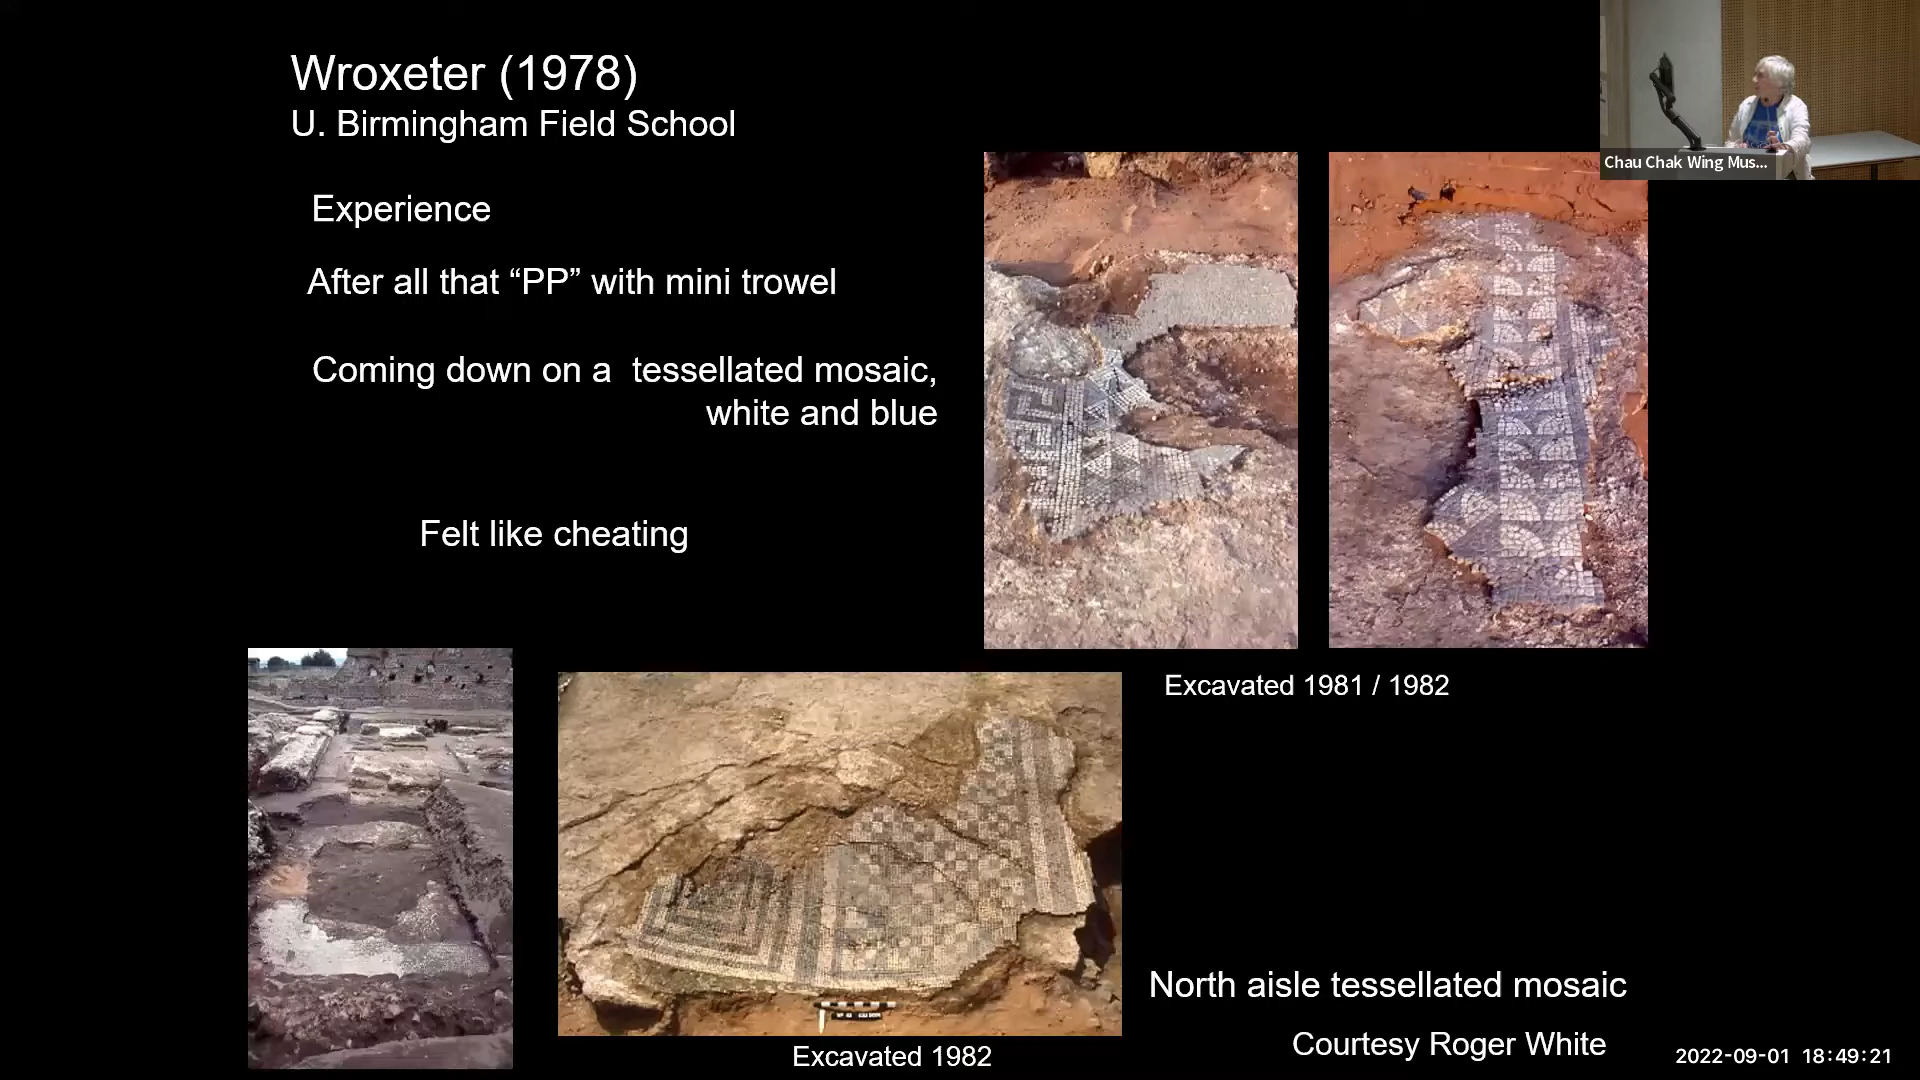 Wroxeter (1978)
U. Birmingham Field School
Experience
After all that “PP” with mini trowel
Coming down on a  tessellated mosaic,
white and blue
Felt like cheating
Chau Chak Wing Mus...
Excavated 1981 / 1982
Excavated 1982
North aisle tessellated mosaic
Courtesy Roger White
2022-09-01 18:49:21